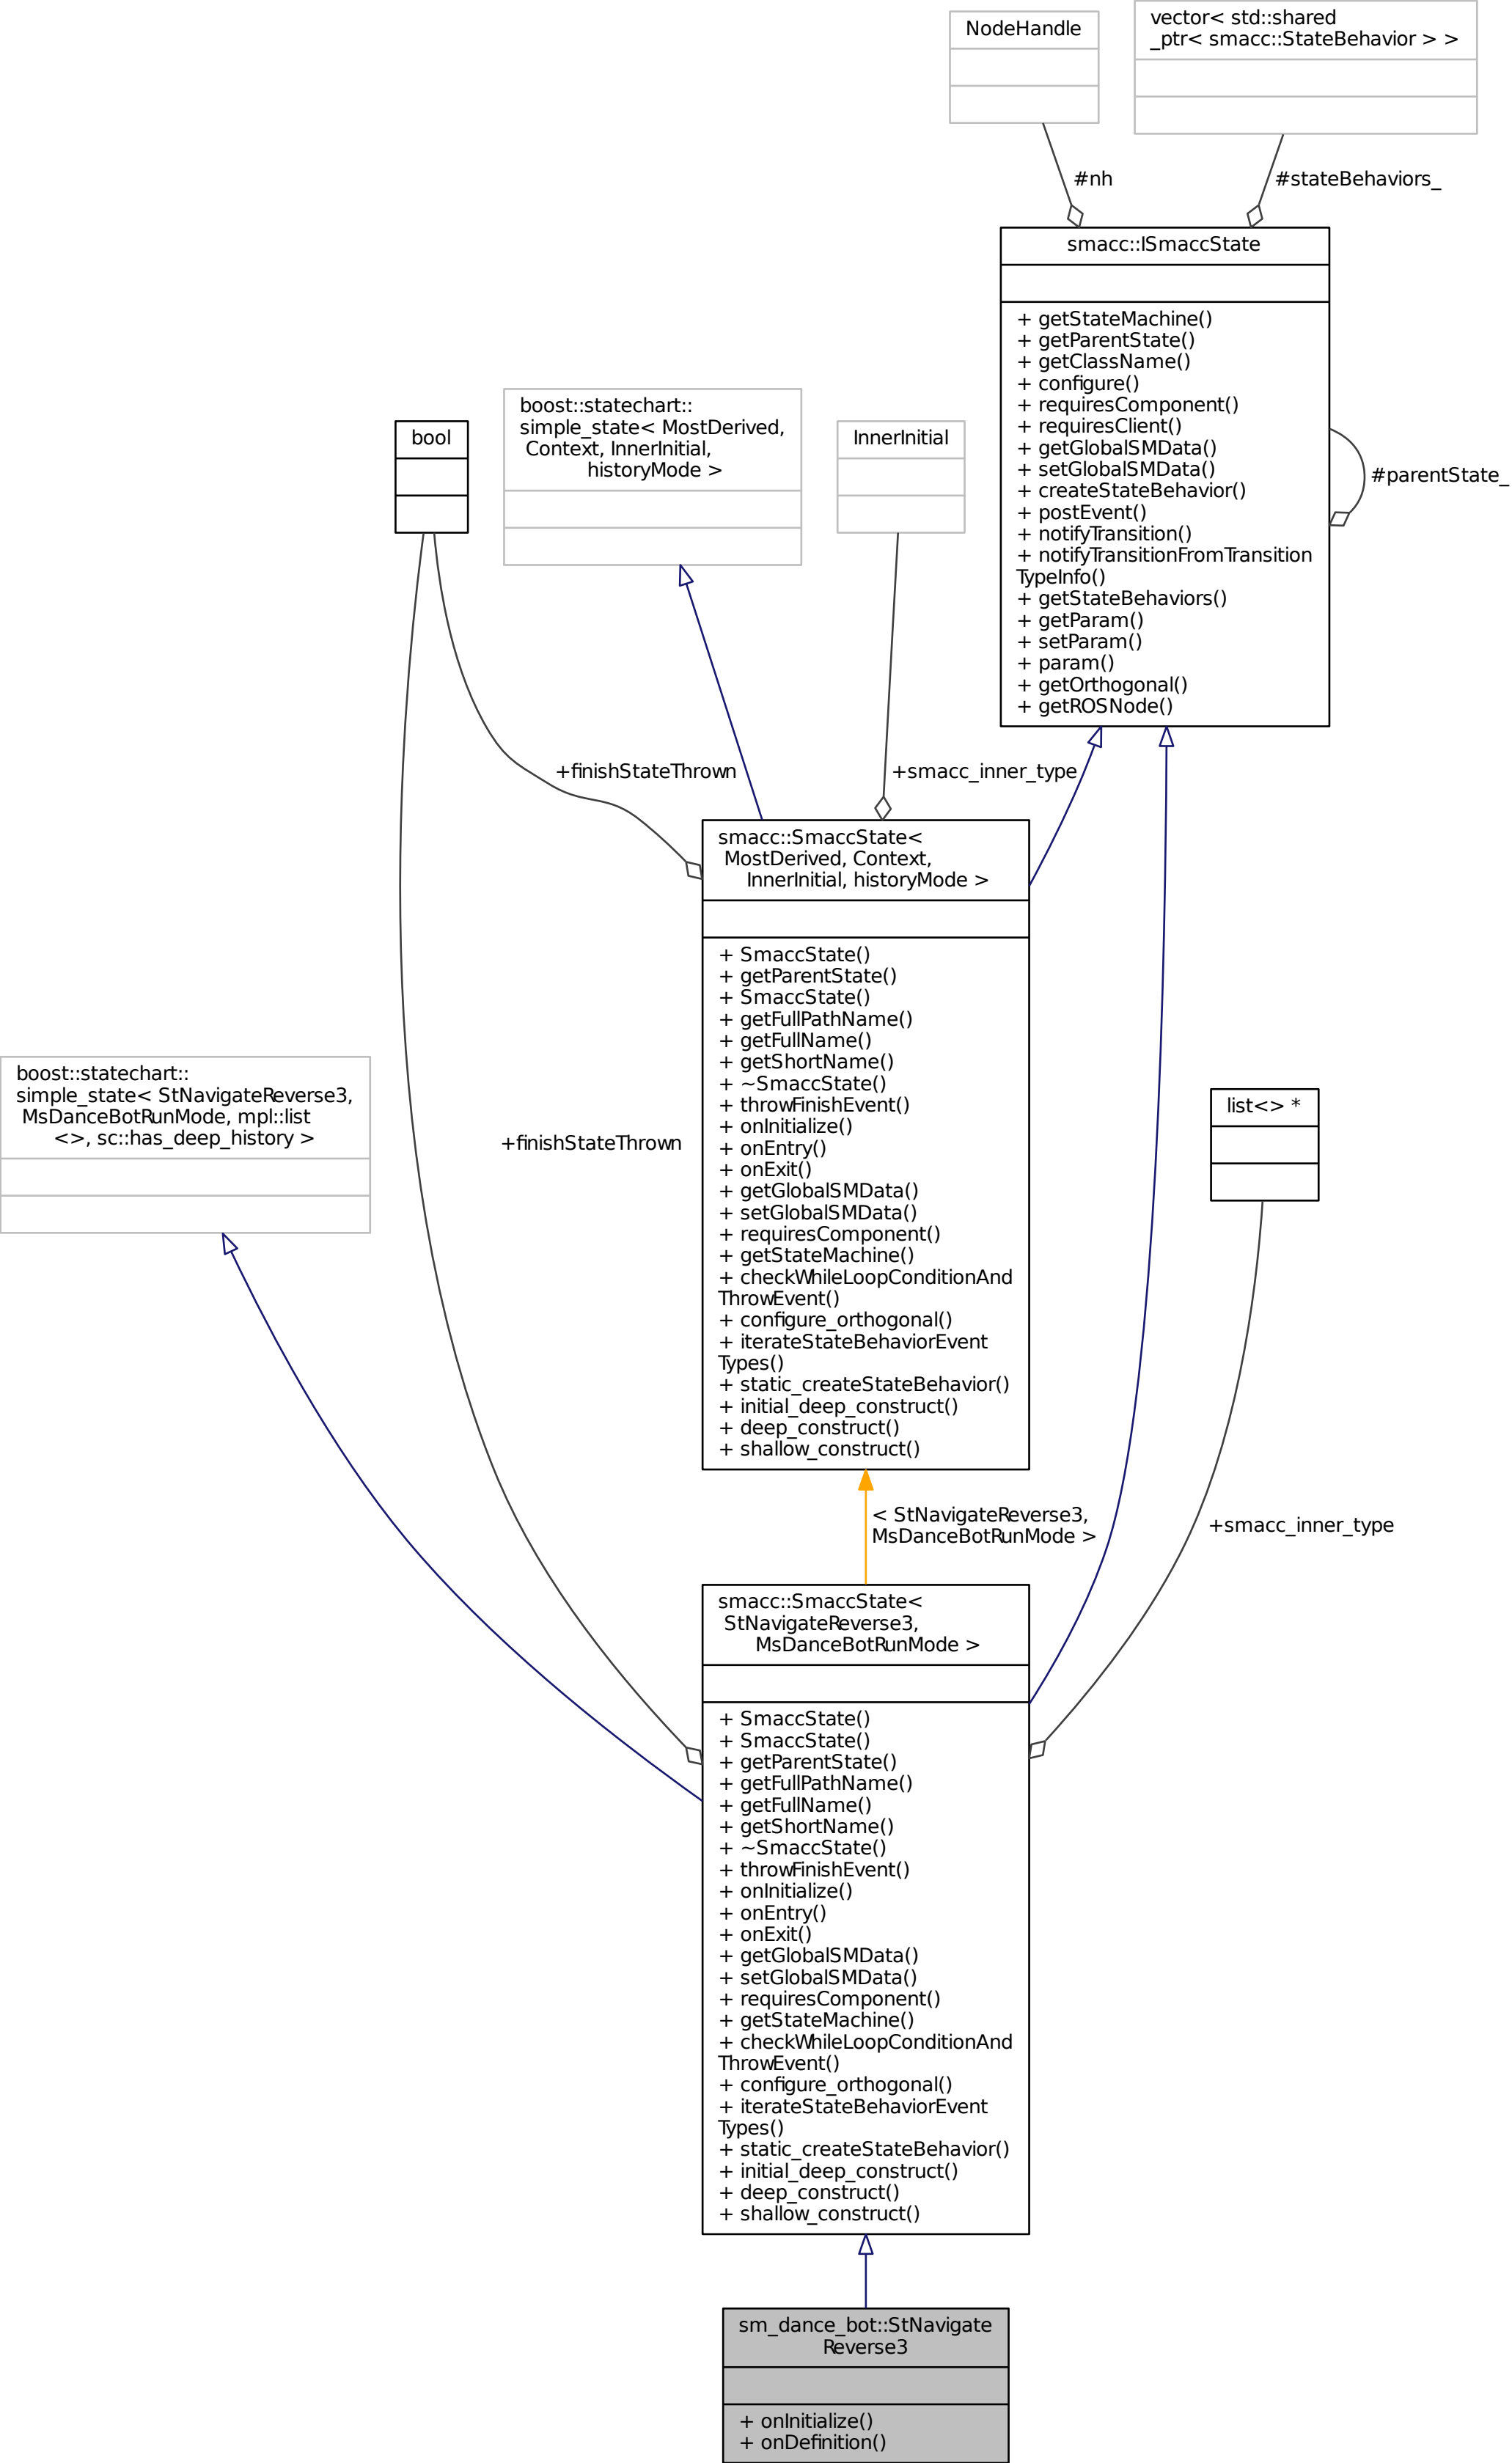 NodeHandle
vector< std::shared
_ptr< smacc::StateBehavior > >
#nh
#stateBehaviors_
smacc::ISmaccState
+ getStateMachine()
+ getParentState()
+ getClassName()
+ configure()
+ requiresComponent()
+ requiresClient()
+ getGlobalSMData()
+ setGlobalSMData()
+ createStateBehavior()
+ postEvent()
+ notifyTransition()
+ notifyTransitionFromTransition
TypeInfo()
+ getStateBehaviors()
+ getParam()
+ setParam()
+ param()
+ getOrthogonal()
+ getROSNode()
#parentState_
bool
boost::statechart::
simple_state< MostDerived,
Context, InnerInitial,
historyMode >
InnerInitial
+finishStateThrown
+smacc_inner_type
smacc::SmaccState<
MostDerived, Context,
InnerInitial, historyMode >
+ SmaccState()
+ getParentState()
+ SmaccState()
+ getFullPathName()
+ getFullName()
+ getShortName()
+ ~SmaccState()
+ throwFinishEvent()
+ onInitialize()
+ onEntry()
+ onExit()
+ getGlobalSMData()
+ setGlobalSMData()
+ requiresComponent()
+ getStateMachine()
+ checkWhileLoopConditionAnd
ThrowEvent()
+ configure_orthogonal()
+ iterateStateBehaviorEvent
Types()
+ static_createStateBehavior()
+ initial_deep_construct()
+ deep_construct()
+ shallow_construct()
boost::statechart::
simple_state< StNavigateReverse3,
MsDanceBotRunMode, mpl::list
<>, sc::has_deep_history >
+finishStateThrown
list<> *
< StNavigateReverse3,
MsDanceBotRunMode >
+smacc_inner_type
smacc::SmaccState<
StNavigateReverse3,
MsDanceBotRunMode >
+ SmaccState()
+ SmaccState()
+ getParentState()
+ getFullPathName()
+ getFullName()
+ getShortName()
+ ~SmaccState()
+ throwFinishEvent()
+ onInitialize()
+ onEntry()
+ onExit()
+ getGlobalSMData()
+ setGlobalSMData()
+ requiresComponent()
+ getStateMachine()
+ checkWhileLoopConditionAnd
ThrowEvent()
+ configure_orthogonal()
+ iterateStateBehaviorEvent
Types()
+ static_createStateBehavior()
+ initial_deep_construct()
+ deep_construct()
+ shallow_construct()
sm_dance_bot::StNavigate
Reverse3
+ onInitialize()
+ onDefinition()